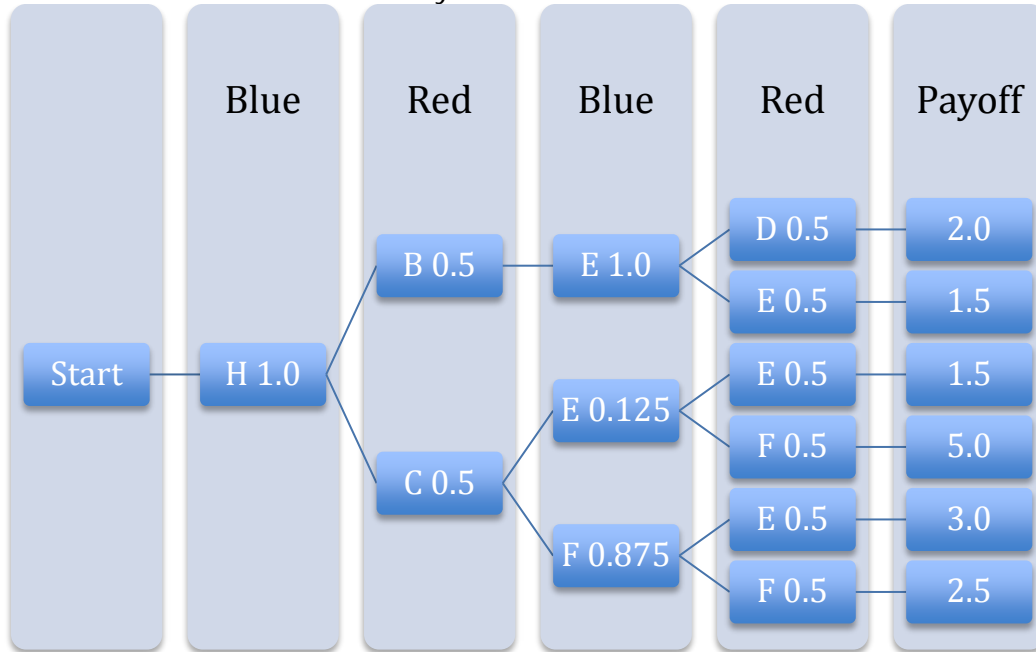 Blue Red Blue Red Payoff
D 0.5 2.0
B 0.5 E 1.0
E 0.5 1.5
Start H 1.0 E 0.5 1.5
E 0.125
F 0.5 5.0
C 0.5
E 0.5 3.0
F 0.875
F 0.5 2.5